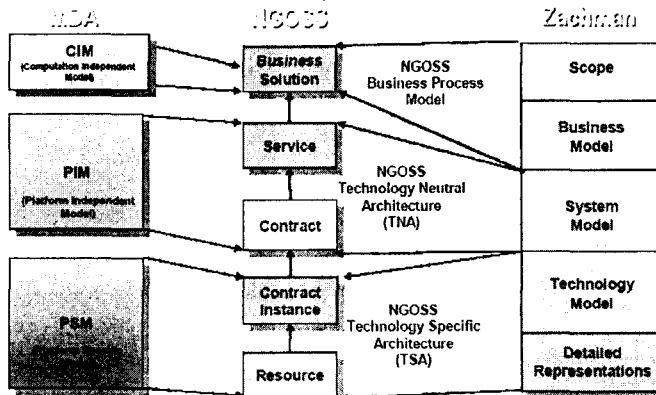 MDA
NGOSS
Zachman
CIM
(Computation Independent
Model)
Business
Solution
NGOSS
Business Process
Model
Scope
Business
Model
Service
PIM
(Platform Independent
Model)
NGOSS
Technology Neutral
Architecture
(TNA)
Contract
System
Model
Contract
Instance
Technology
Model
PSM
NGOSS
Technology Specific
Architecture
(TSA)
Resource
Detailed
Representations